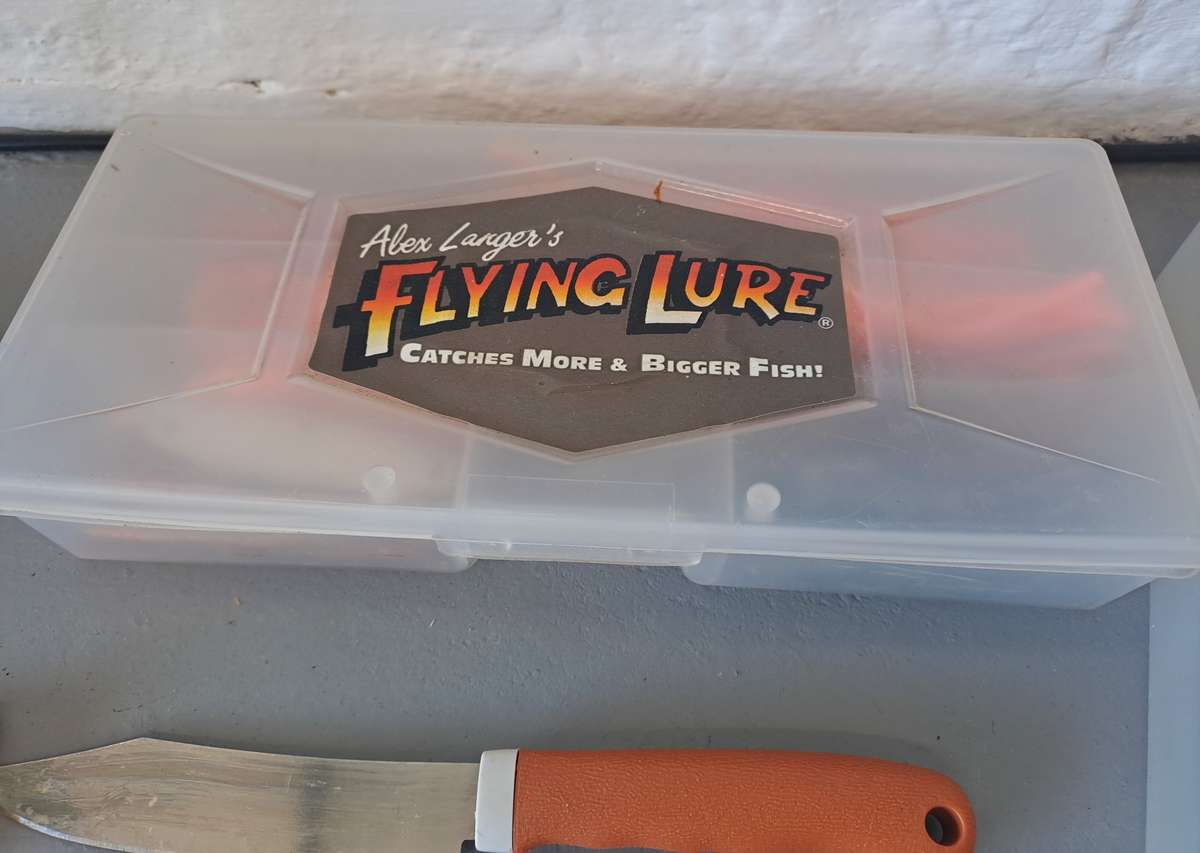 Alex Langer's
FLYING LURE®
CATCHES MORE & BIGGER FISH!